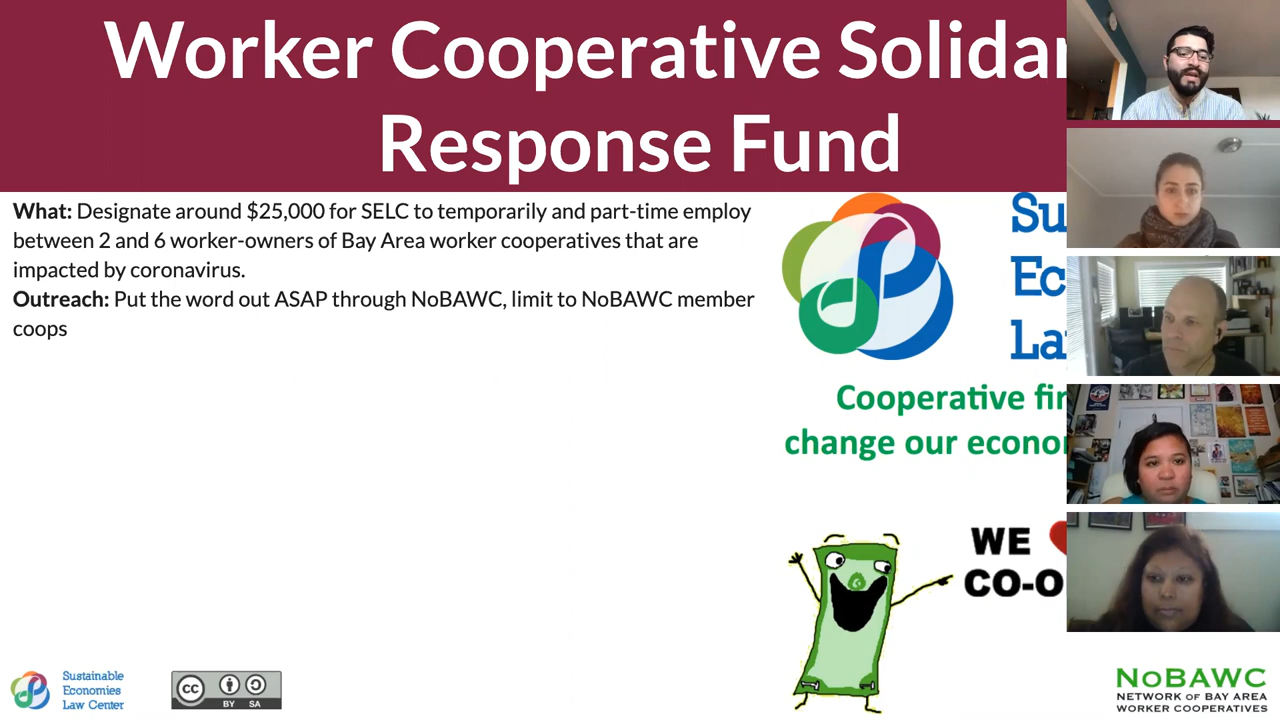 Worker Cooperative Solidar
Response Fund
What: Designate around $25,000 for SELC to temporarily and part-time employ
between 2 and 6 worker-owners of Bay Area worker cooperatives that are
impacted by coronavirus.
Outreach: Put the word out ASAP through NoBAWC, limit to NoBAWC member
coops
Su
Ec
La
Cooperative fir
change our econo
WE
CO-O
Sustainable
Economies
Law Center
CC
BY SA
NoBAWC
NETWORK OF BAY AREA
WORKER COOPERATIVES